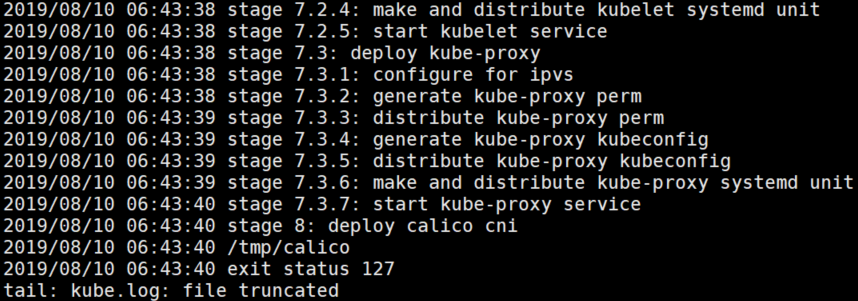 2019/08/10 06:43:38 stage 7.2.4: make and distribute kubelet systemd unit
2019/08/10 06:43:38 stage 7.2.5: start kubelet service
2019/08/10 06:43:38 stage 7.3: deploy kube-proxy
2019/08/10 06:43:38 stage 7.3.1: configure for ipvs
2019/08/10 06:43:38 stage 7.3.2: generate kube-proxy perm
2019/08/10 06:43:39 stage 7.3.3: distribute kube-proxy perm
2019/08/10 06:43:39 stage 7.3.4: generate kube-proxy kubeconfig
2019/08/10 06:43:39 stage 7.3.5: distribute kube-proxy kubeconfig
2019/08/10 06:43:39 stage 7.3.6: make and distribute kube-proxy systemd unit
2019/08/10 06:43:40 stage 7.3.7: start kube-proxy service
2019/08/10 06:43:40 stage 8: deploy calico cni
2019/08/10 06:43:40 /tmp/calico
2019/08/10 06:43:40 exit status 127
tail: kube.log: file truncated